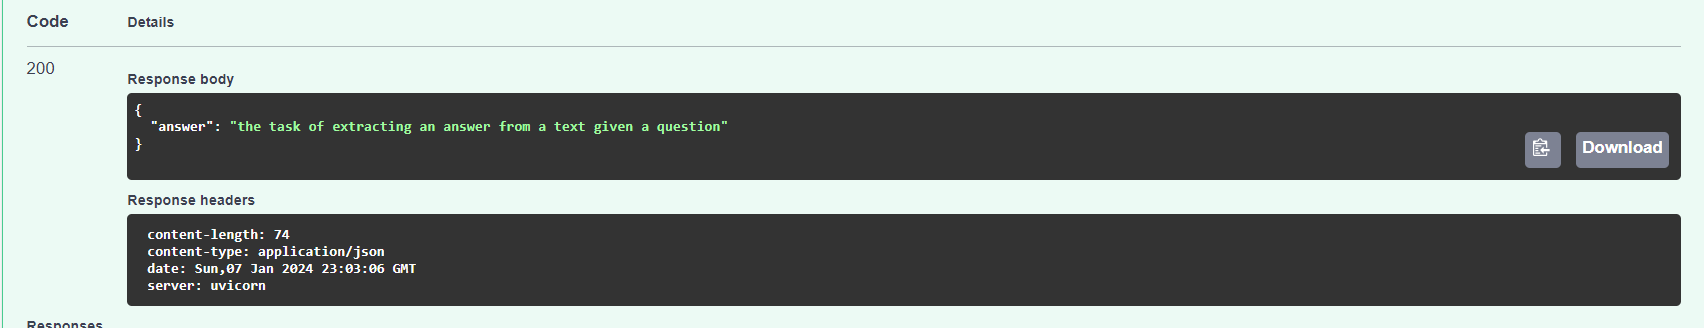 Code Details
200
Response body
{
"answer": "the task of extracting an answer from a text given a question"
}
Download
Response headers
content-length: 74
content-type: application/json
date: Sun,07 Jan 2024 23:03:06 GMT
server: uvicorn
Responses